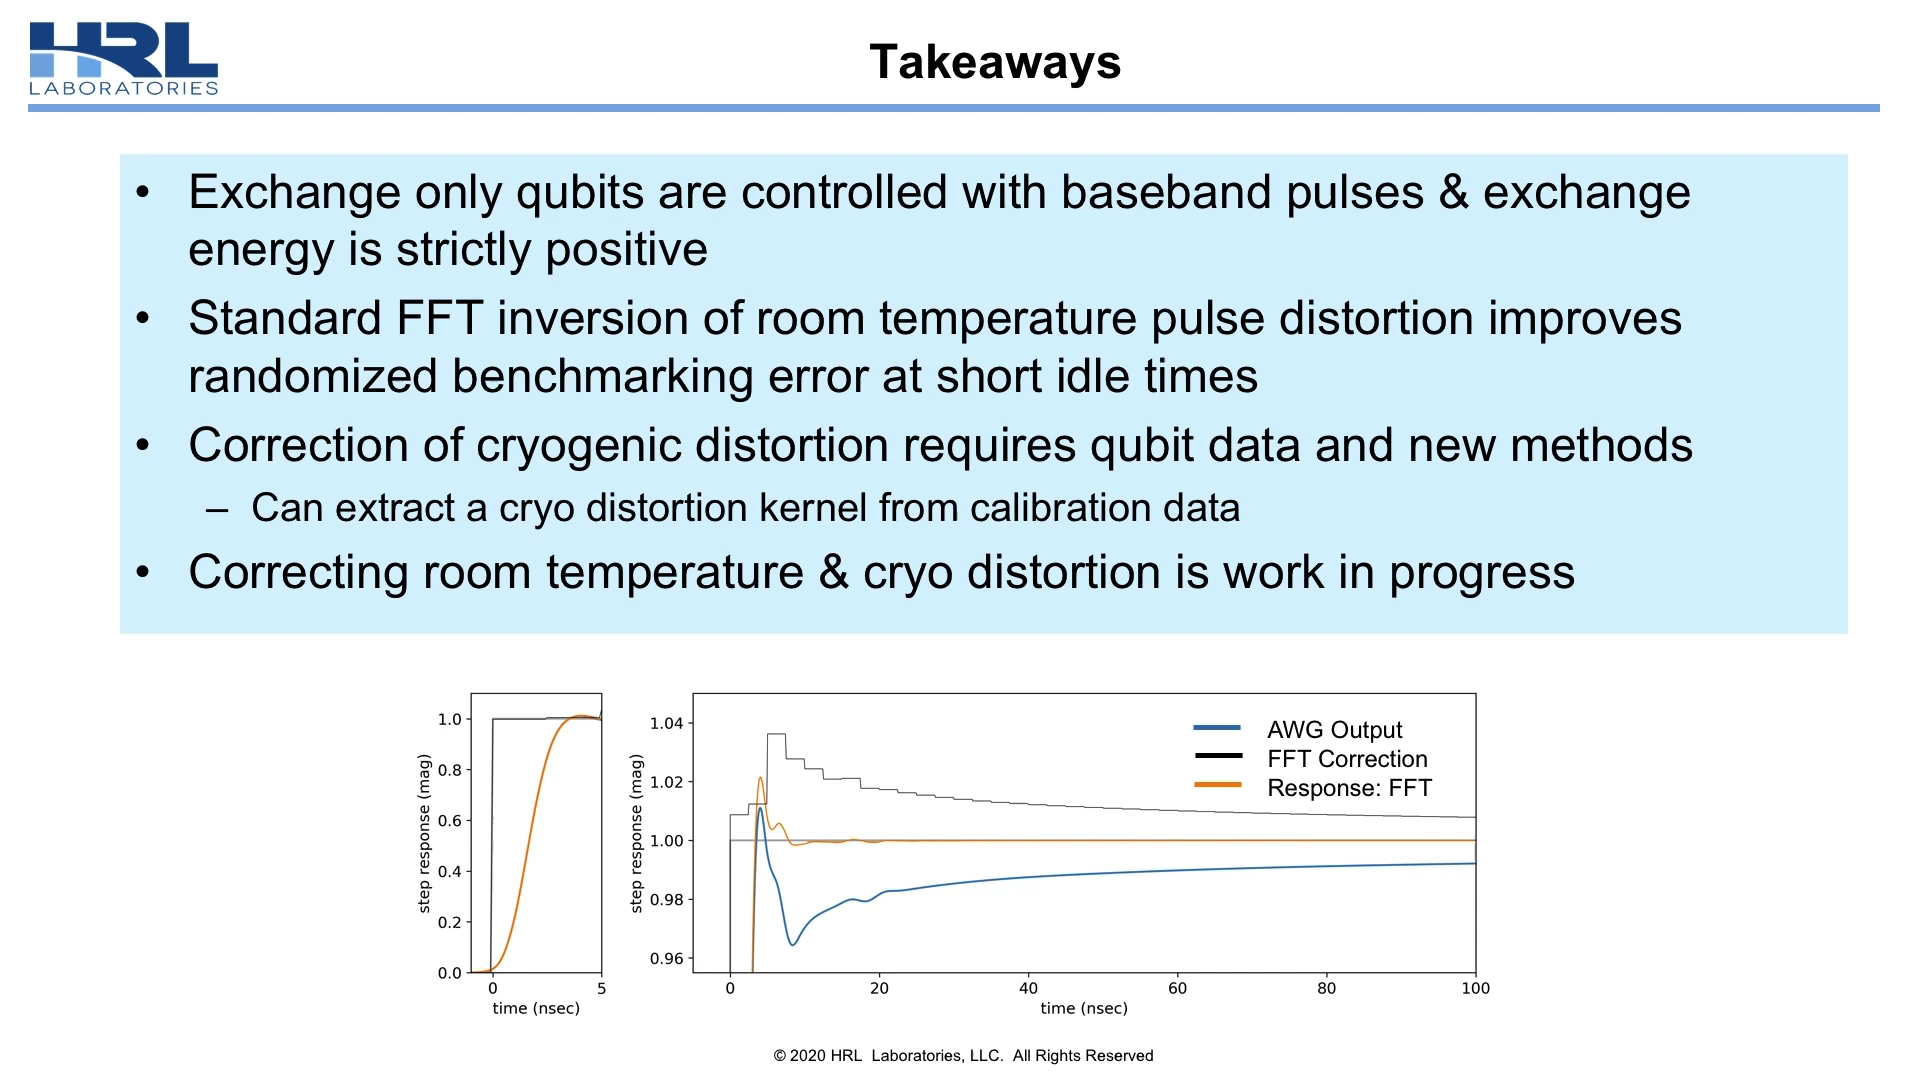 HRL
LABORATORIES
Takeaways
• Exchange only qubits are controlled with baseband pulses & exchange
energy is strictly positive
• Standard FFT inversion of room temperature pulse distortion improves
randomized benchmarking error at short idle times
• Correction of cryogenic distortion requires qubit data and new methods
– Can extract a cryo distortion kernel from calibration data
• Correcting room temperature & cryo distortion is work in progress
step response (mag)
1.0
0.8
0.6
0.4
0.2
0.0
0 5
time (nsec)
step response (mag)
1.04
1.02
1.00
0.98
0.96
0 20 40 60 80 100
time (nsec)
AWG Output
FFT Correction
Response: FFT
© 2020 HRL Laboratories, LLC. All Rights Reserved